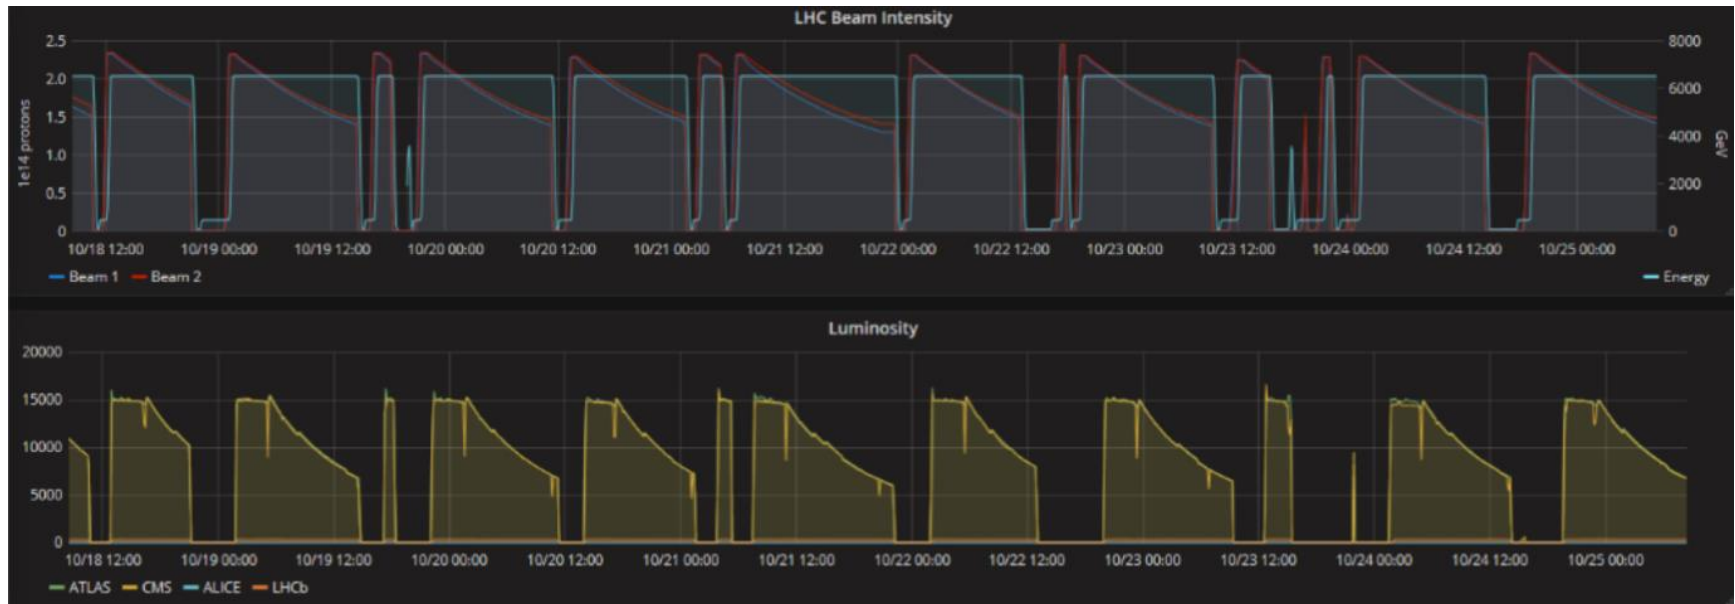 LHC Beam Intensity
2.5
2.0
1.5
1.0
0.5
0
1e14 protons
8000
6000
4000
2000
0
GeV
10/18 12:00 10/19 00:00 10/19 12:00 10/20 00:00 10/20 12:00 10/21 00:00 10/21 12:00 10/22 00:00 10/22 12:00 10/23 00:00 10/23 12:00 10/24 00:00 10/24 12:00 10/25 00:00
Beam 1 Beam 2 Energy
Luminosity
20000
15000
10000
5000
0
10/18 12:00 10/19 00:00 10/19 12:00 10/20 00:00 10/20 12:00 10/21 00:00 10/21 12:00 10/22 00:00 10/22 12:00 10/23 00:00 10/23 12:00 10/24 00:00 10/24 12:00 10/25 00:00
ATLAS CMS ALICE LHCb